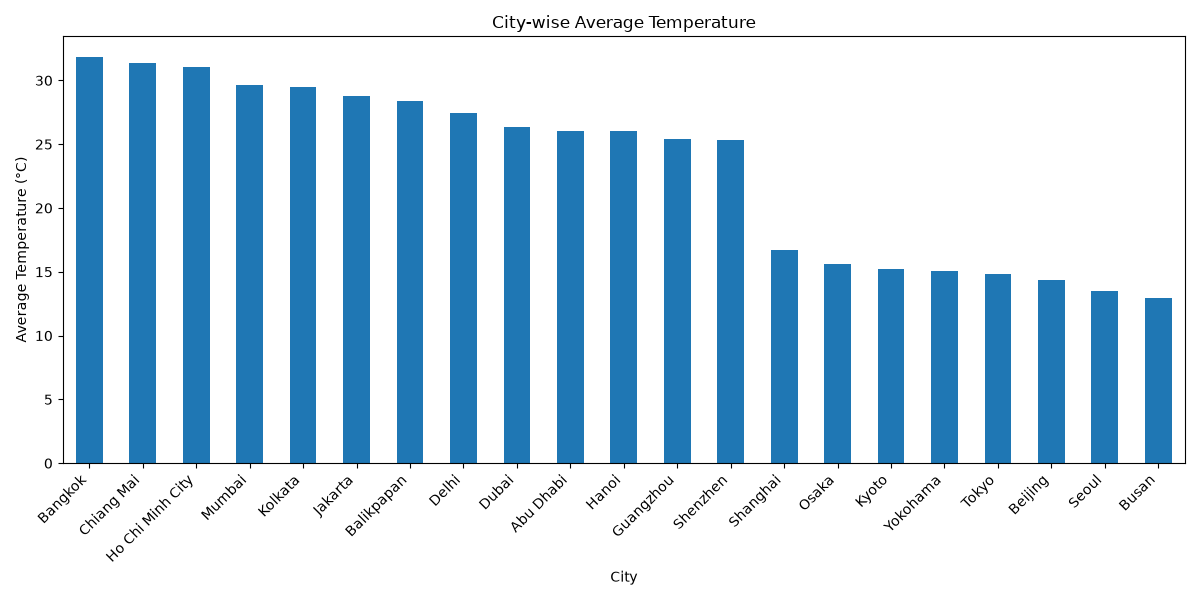 City-wise Average Temperature
Average Temperature (°C)
30
25
20
15
10
5
0
Bangkok
Chiang Mai
Ho Chi Minh City
Mumbai
Kolkata
Jakarta
Balikpapan
Delhi
Dubai
Abu Dhabi
Hanoi
Guangzhou
Shenzhen
Shanghai
Osaka
Kyoto
Yokohama
Tokyo
Beijing
Seoul
Busan
City